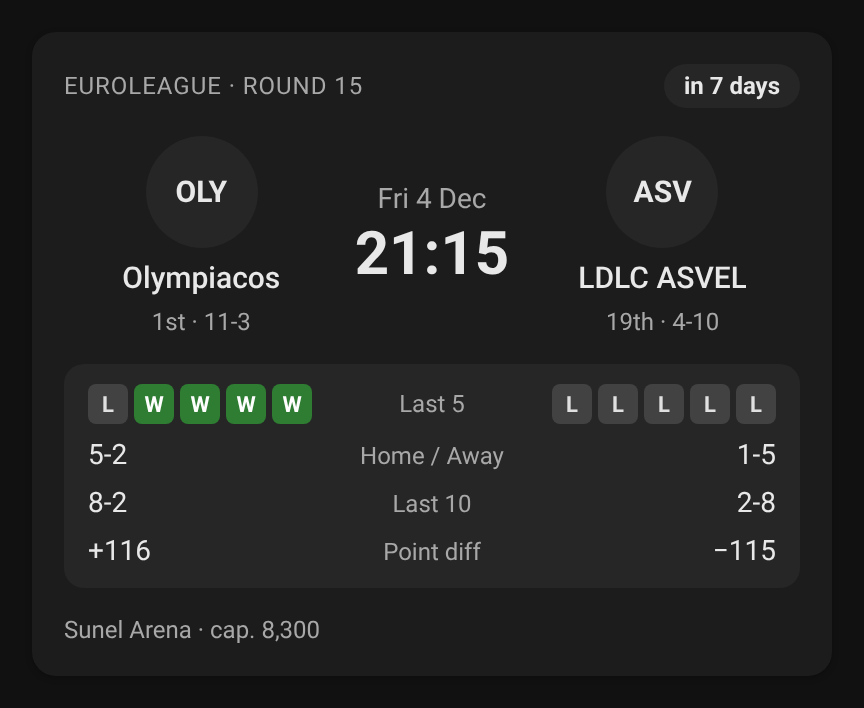 EUROLEAGUE · ROUND 15
in 7 days
OLY
Olympiacos
1st · 11-3
Fri 4 Dec
21:15
ASV
LDLC ASVEL
19th · 4-10
L W W W W Last 5 L L L L L
5-2 Home / Away 1-5
8-2 Last 10 2-8
+116 Point diff −115
Sunel Arena · cap. 8,300